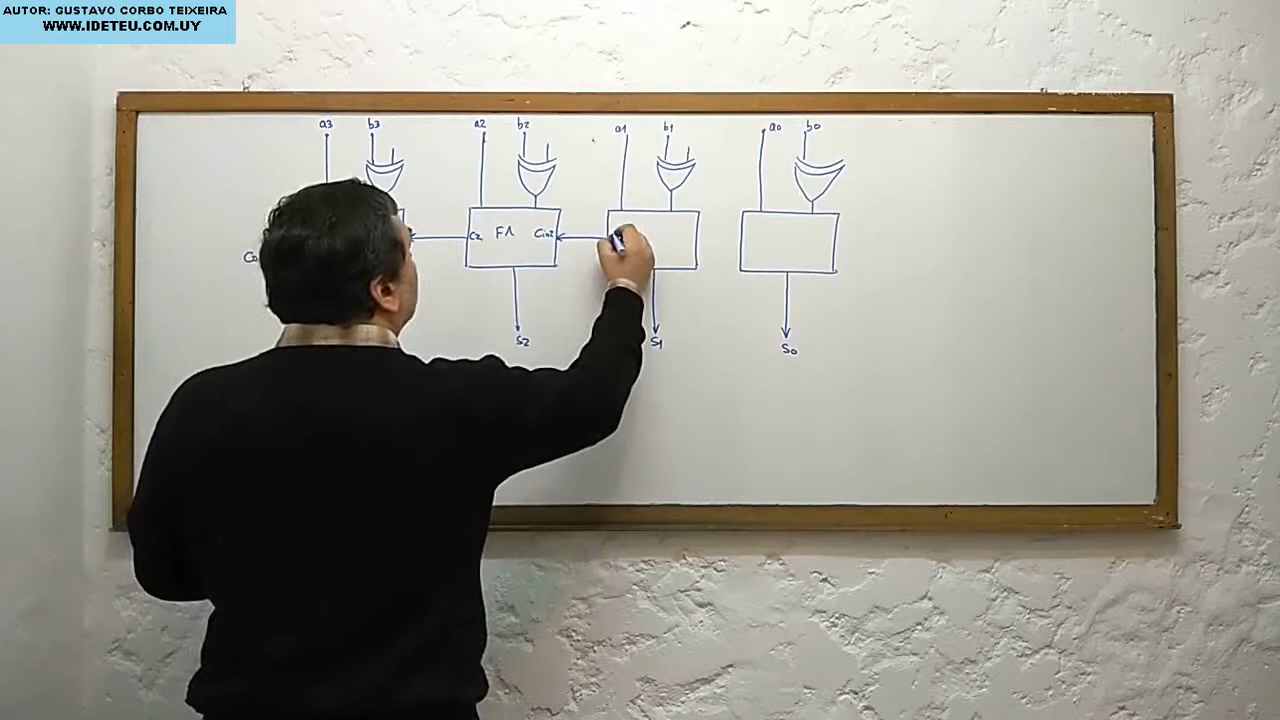 AUTOR: GUSTAVO CORBO TEIXEIRA
WWW.IDETEU.COM.UY
a3 b3 a2 b2 a1 b1 a0 b0
C2 FA Cin2
S2 S1 S0